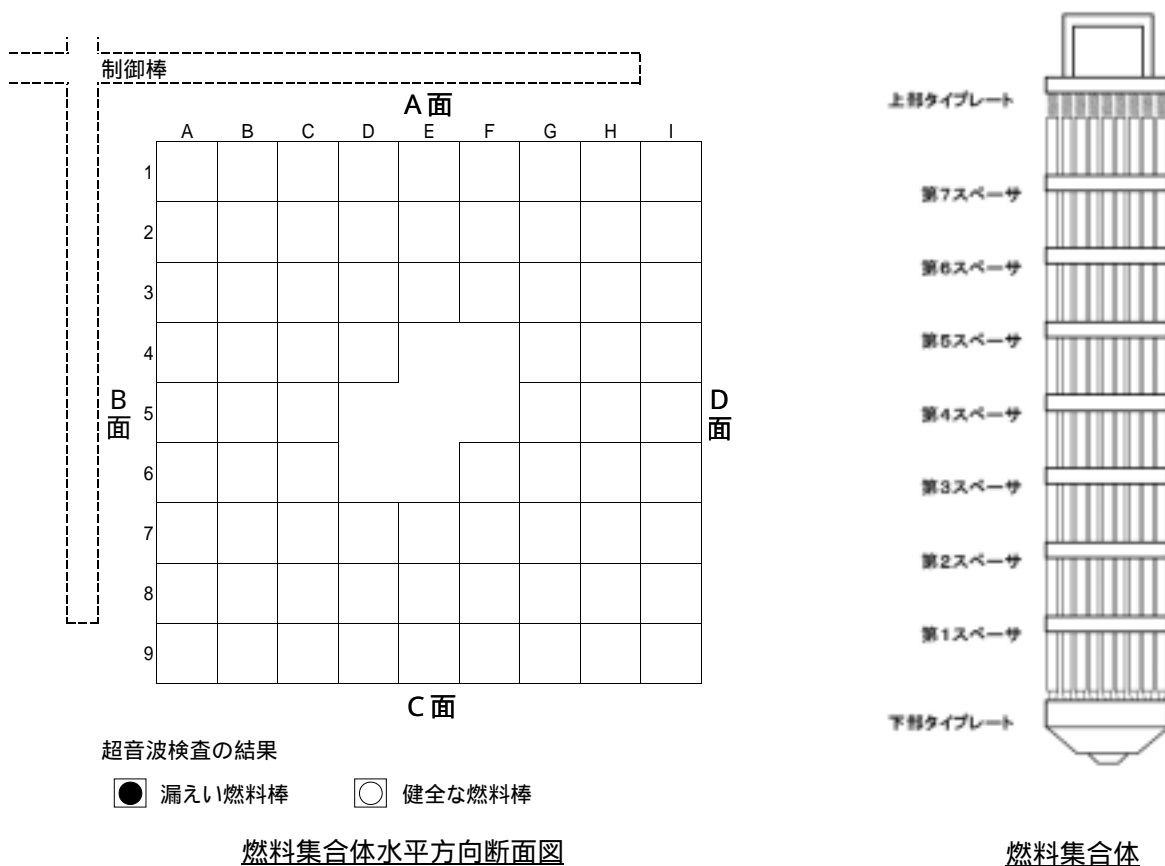 制御棒
A面
A B C D E F G H I
1
2
3
4
5
6
7
8
9
B面
D面
C面
超音波検査の結果
漏えい燃料棒 健全な燃料棒
燃料集合体水平方向断面図
上部タイプレート
第7スペーサ
第6スペーサ
第5スペーサ
第4スペーサ
第3スペーサ
第2スペーサ
第1スペーサ
下部タイプレート
燃料集合体